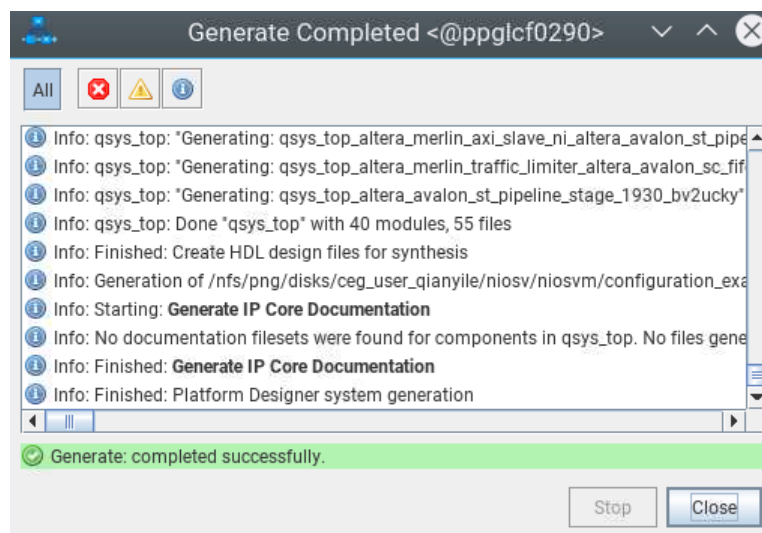 Generate Completed <@ppglcf0290>
All
Info: qsys_top: "Generating: qsys_top_altera_merlin_axi_slave_ni_altera_avalon_st_pipe
Info: qsys_top: "Generating: qsys_top_altera_merlin_traffic_limiter_altera_avalon_sc_fif
Info: qsys_top: "Generating: qsys_top_altera_avalon_st_pipeline_stage_1930_bv2ucky"
Info: qsys_top: Done "qsys_top" with 40 modules, 55 files
Info: Finished: Create HDL design files for synthesis
Info: Generation of /nfs/png/disks/ceg_user_qianyile/niosv/niosvm/configuration_exa
Info: Starting: Generate IP Core Documentation
Info: No documentation filesets were found for components in qsys_top. No files gene
Info: Finished: Generate IP Core Documentation
Info: Finished: Platform Designer system generation
Generate: completed successfully.
Stop Close